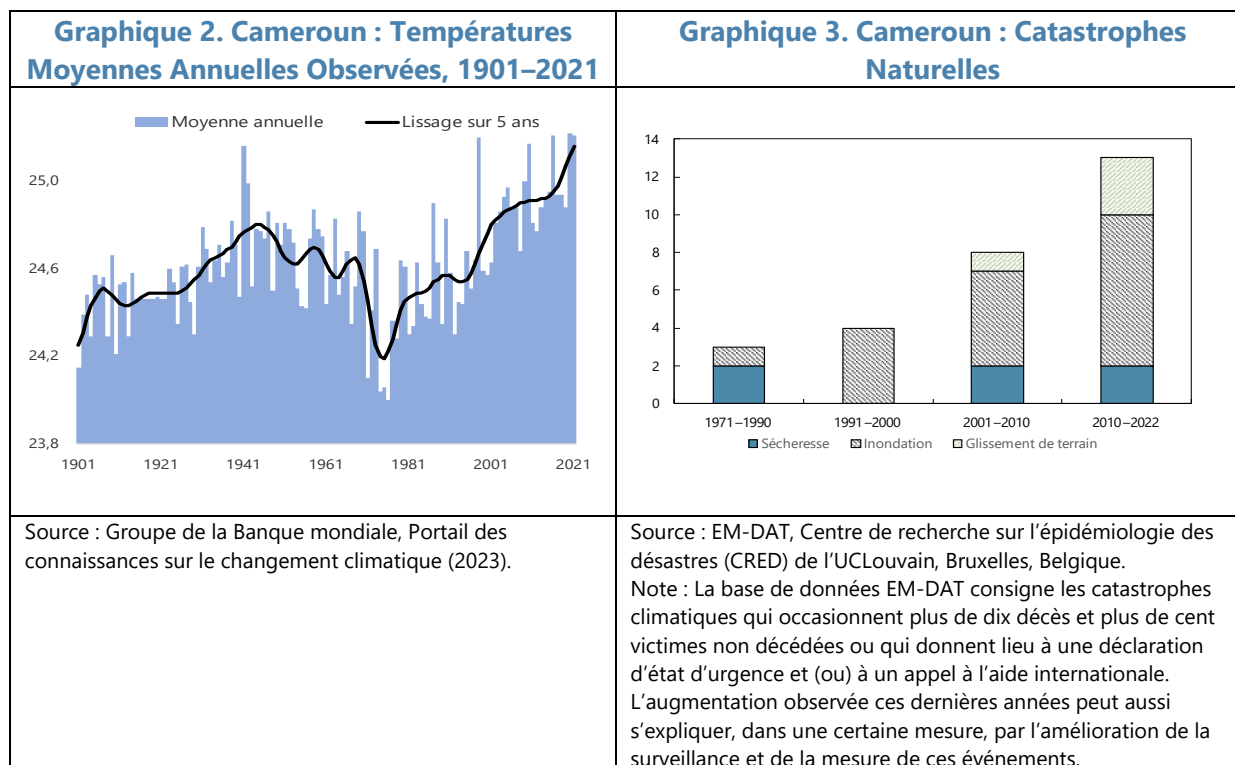 Graphique 2. Cameroun : Températures
Moyennes Annuelles Observées, 1901–2021
Moyenne annuelle
Lissage sur 5 ans
25,0
24,6
24,2
23,8
1901
1921
1941
1961
1981
2001
2021
Source : Groupe de la Banque mondiale, Portail des
connaissances sur le changement climatique (2023).
Graphique 3. Cameroun : Catastrophes
Naturelles
14
12
10
8
6
4
2
0
1971–1990
1991–2000
2001–2010
2010–2022
Sécheresse
Inondation
Glissement de terrain
Source : EM-DAT, Centre de recherche sur l’épidémiologie des
désastres (CRED) de l’UCLouvain, Bruxelles, Belgique.
Note : La base de données EM-DAT consigne les catastrophes
climatiques qui occasionnent plus de dix décès et plus de cent
victimes non décédées ou qui donnent lieu à une déclaration
d’état d’urgence et (ou) à un appel à l’aide internationale.
L’augmentation observée ces dernières années peut aussi
s’expliquer, dans une certaine mesure, par l’amélioration de la
surveillance et de la mesure de ces événements.